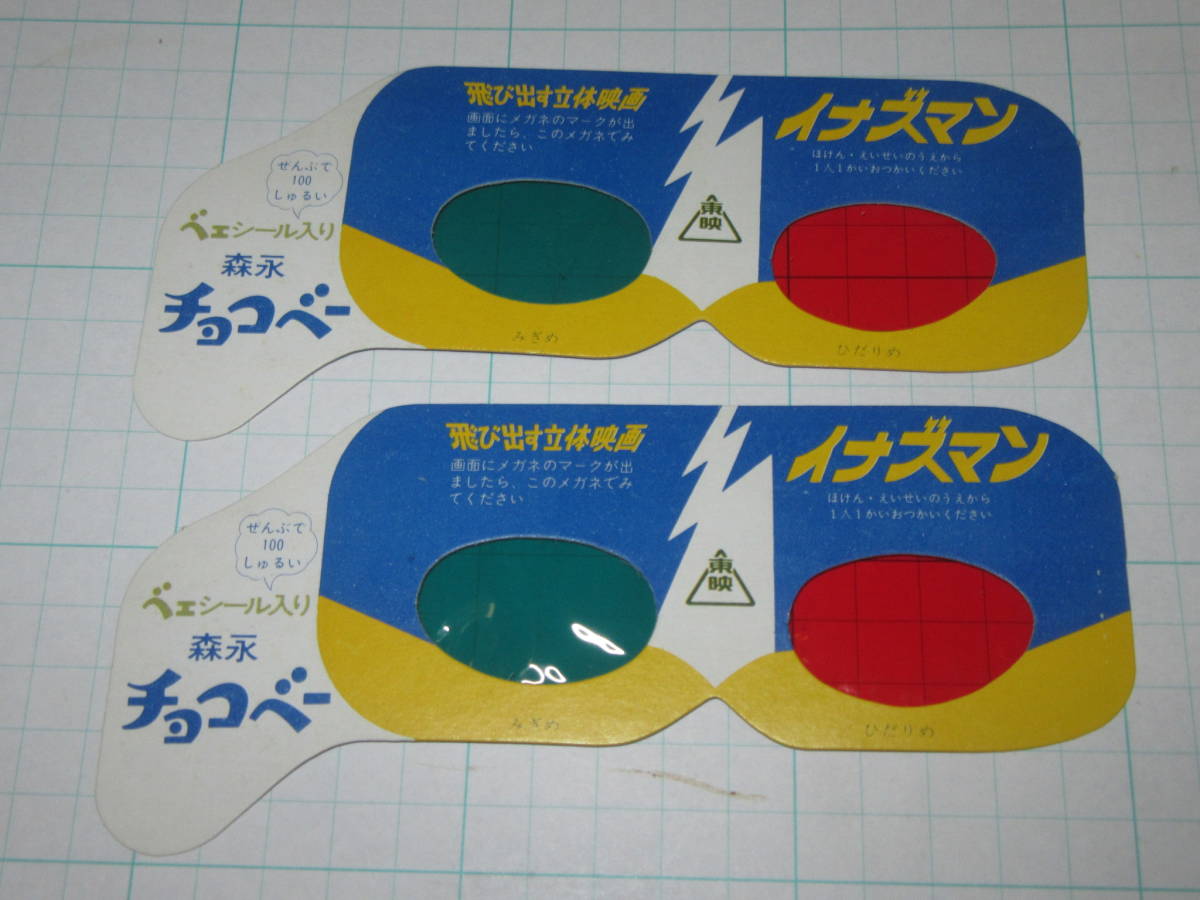 飛び出す立体映画
画面にメガネのマークが出
ましたら、このメガネでみ
てください
イナズマン
ほけん・えいせいのうえから
1人1かいおつかいください
東映
ぜんぶで
100
しゅるい
ベェシール入り
森永
チョコベー
みぎめ
ひだりめ
飛び出す立体映画
画面にメガネのマークが出
ましたら、このメガネでみ
てください
イナズマン
ほけん・えいせいのうえから
1人1かいおつかいください
東映
ぜんぶで
100
しゅるい
ベェシール入り
森永
チョコベー
みぎめ
ひだりめ